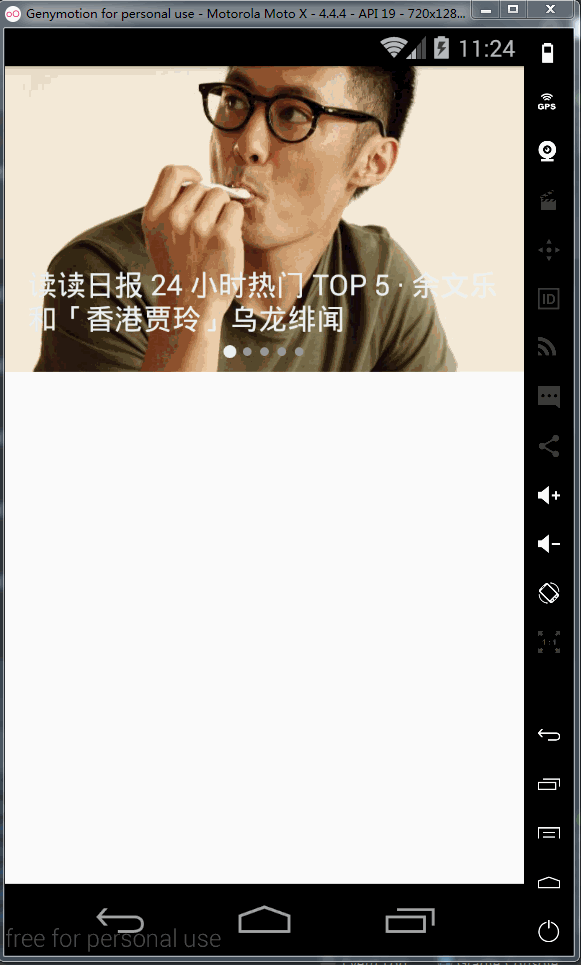 Genymotion for personal use - Motorola Moto X - 4.4.4 - API 19 - 720x128...
11:24
GPS
读读日报 24 小时热门 TOP 5 · 余文乐
和「香港贾玲」乌龙绯闻
ID
1:1
free for personal use